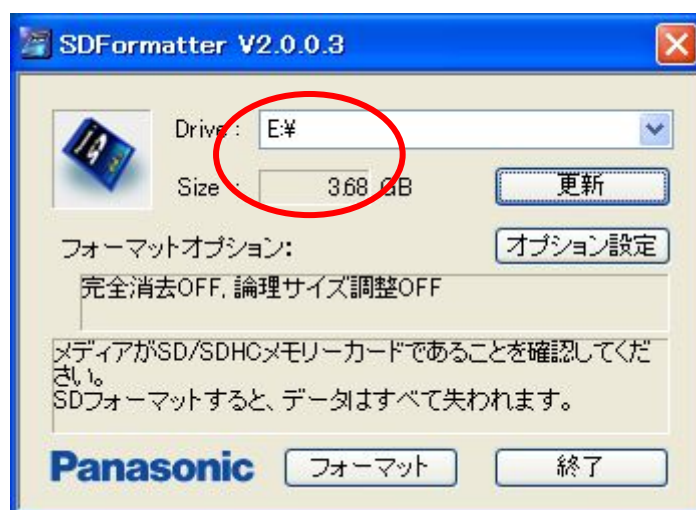 SDFormatter V2.0.0.3
Drive : E:¥
Size : 3.68 GB 更新
フォーマットオプション: オプション設定
完全消去OFF, 論理サイズ調整OFF
メディアがSD/SDHCメモリーカードであることを確認してくだ
さい。
SDフォーマットすると、データはすべて失われます。
Panasonic フォーマット 終了